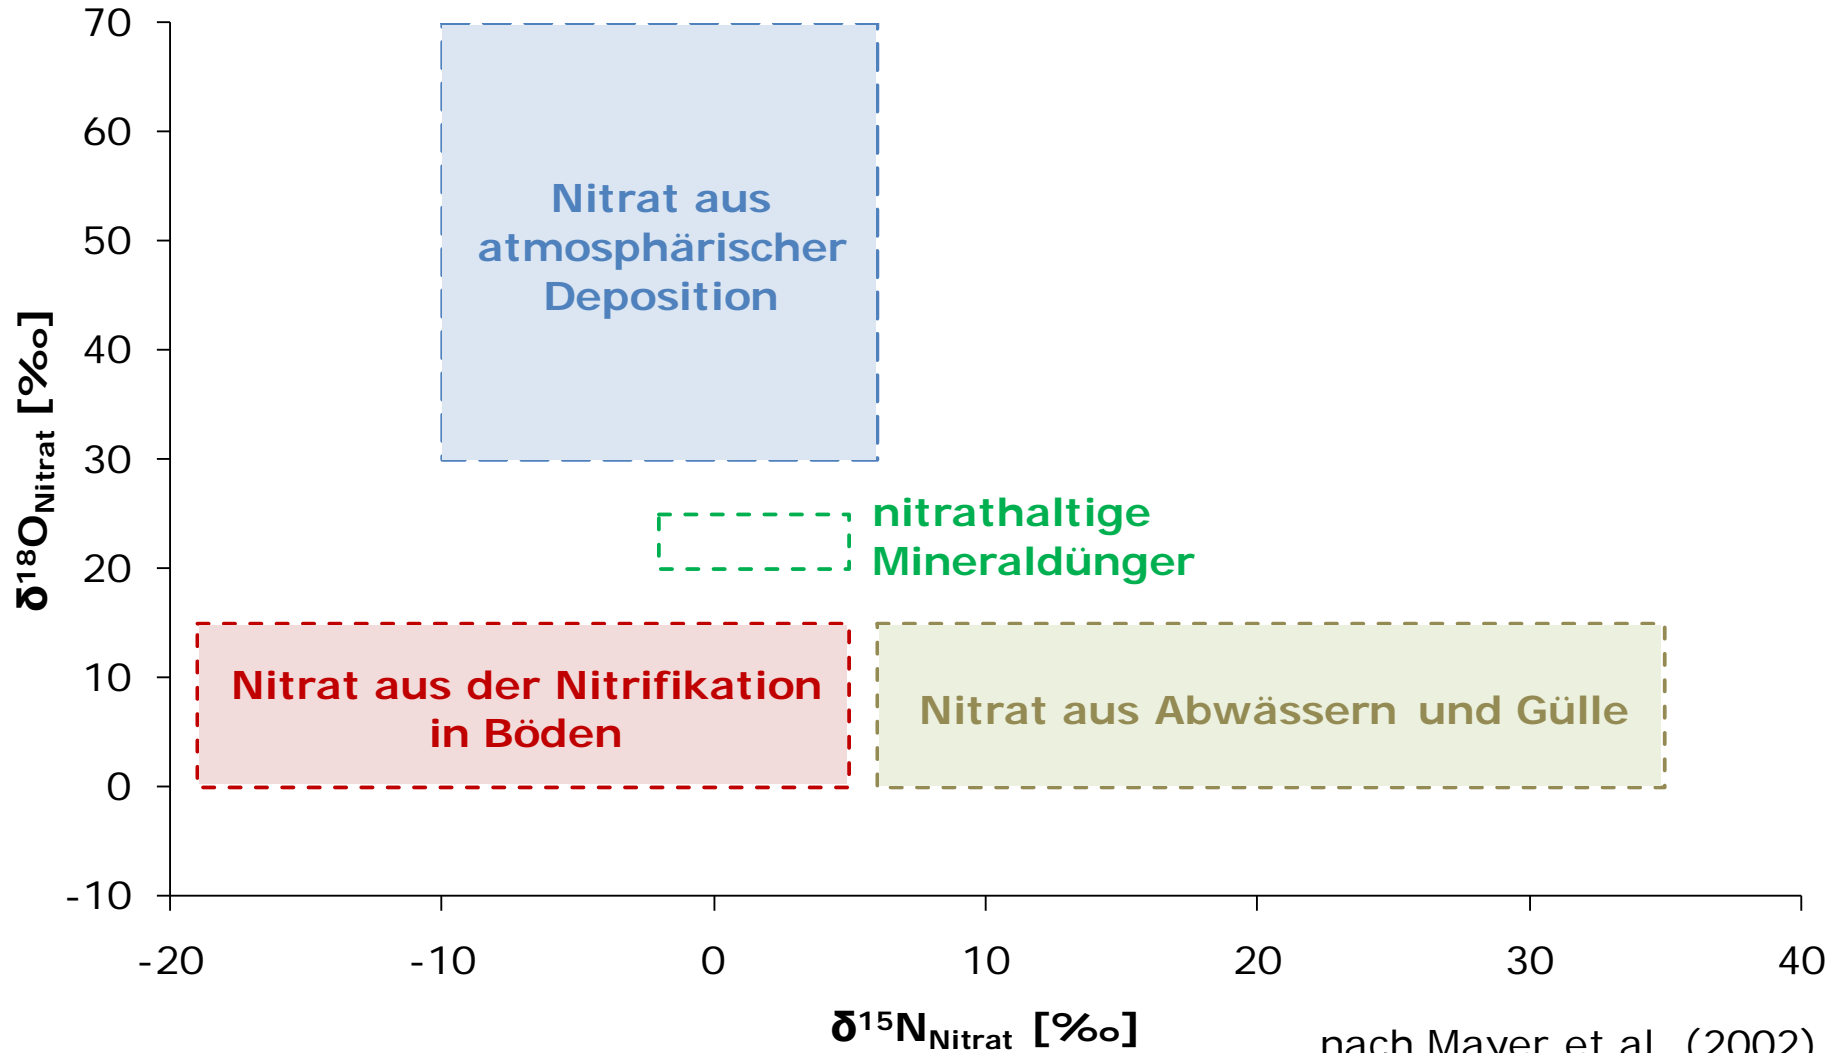 70
60
50
40
30
20
10
0
-10
δ18ONitrat [‰]
Nitrat aus
atmosphärischer
Deposition
nitrathaltige
Mineraldünger
Nitrat aus der Nitrifikation
in Böden
Nitrat aus Abwässern und Gülle
-20 -10 0 10 20 30 40
δ15NNitrat [‰]
nach Mayer et al. (2002)